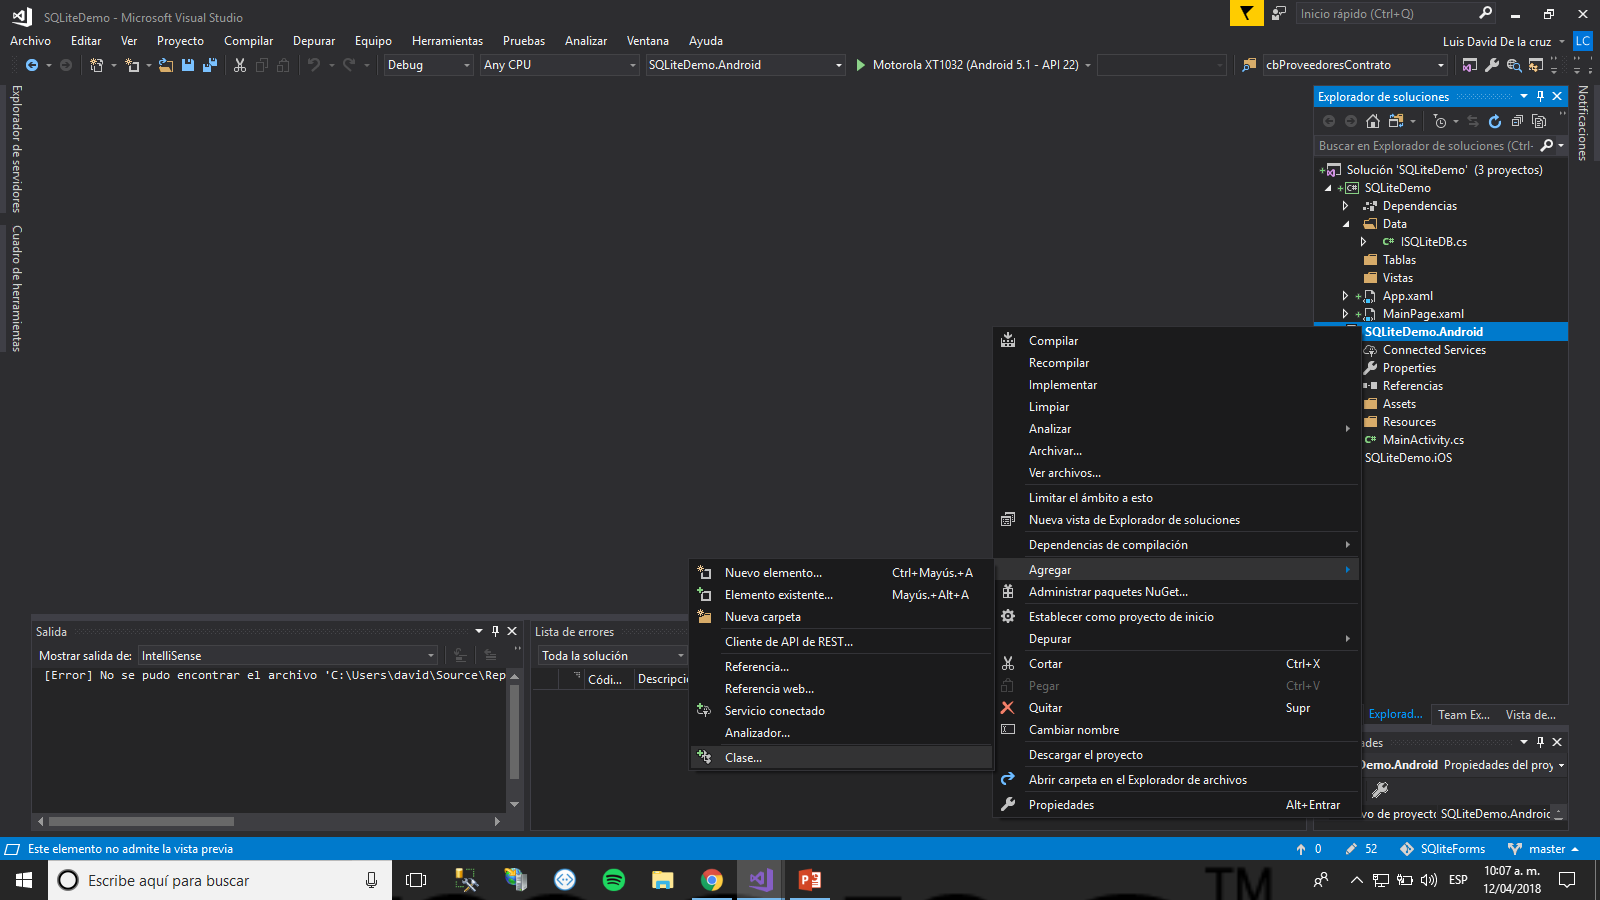 SQLiteDemo - Microsoft Visual Studio
Inicio rápido (Ctrl+Q)
Archivo Editar Ver Proyecto Compilar Depurar Equipo Herramientas Pruebas Analizar Ventana Ayuda
Luis David De la cruz LC
Debug Any CPU SQLiteDemo.Android Motorola XT1032 (Android 5.1 - API 22) cbProveedoresContrato
Explorador de servidores
Cuadro de herramientas
Notificaciones
Explorador de soluciones
Buscar en Explorador de soluciones (Ctrl-
Solución 'SQLiteDemo' (3 proyectos)
SQLiteDemo
Dependencias
Data
ISQLiteDB.cs
Tablas
Vistas
App.xaml
MainPage.xaml
SQLiteDemo.Android
Connected Services
Properties
Referencias
Assets
Resources
MainActivity.cs
SQLiteDemo.iOS
Compilar
Recompilar
Implementar
Limpiar
Analizar
Archivar...
Ver archivos...
Limitar el ámbito a esto
Nueva vista de Explorador de soluciones
Dependencias de compilación
Agregar
Administrar paquetes NuGet...
Establecer como proyecto de inicio
Depurar
Cortar Ctrl+X
Pegar Ctrl+V
Quitar Supr
Cambiar nombre
Descargar el proyecto
Abrir carpeta en el Explorador de archivos
Propiedades Alt+Entrar
Nuevo elemento... Ctrl+Mayús.+A
Elemento existente... Mayús.+Alt+A
Nueva carpeta
Cliente de API de REST...
Referencia...
Referencia web...
Servicio conectado
Analizador...
Clase...
Salida
Mostrar salida de: IntelliSense
[Error] No se pudo encontrar el archivo 'C:\Users\david\Source\Rep
Lista de errores
Toda la solución
Códi... Descripció
Explorad... Team Ex... Vista de...
ades
Demo.Android Propiedades del proy
vo de proyecto SQLiteDemo.Android
Este elemento no admite la vista previa
0 52 SQliteForms master
Escribe aquí para buscar
ESP
10:07 a. m.
12/04/2018
TM